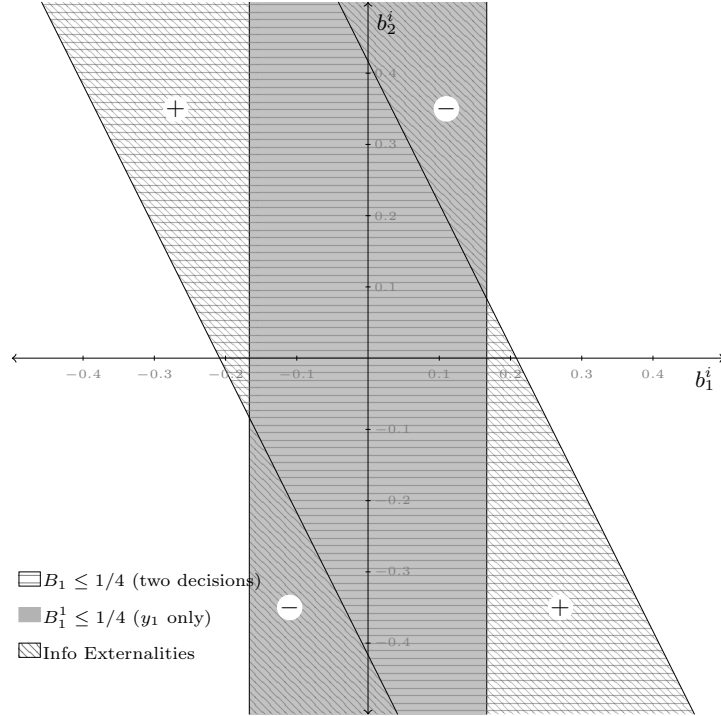 b_2^i
0.4
+
−
0.3
0.2
0.1
−0.4 −0.3 −0.2 −0.1 0.1 0.2 0.3 0.4
b_1^i
−0.1
−0.2
−0.3
B_1 ≤ 1/4 (two decisions)
B_1^1 ≤ 1/4 (y_1 only)
−
+
−0.4
Info Externalities